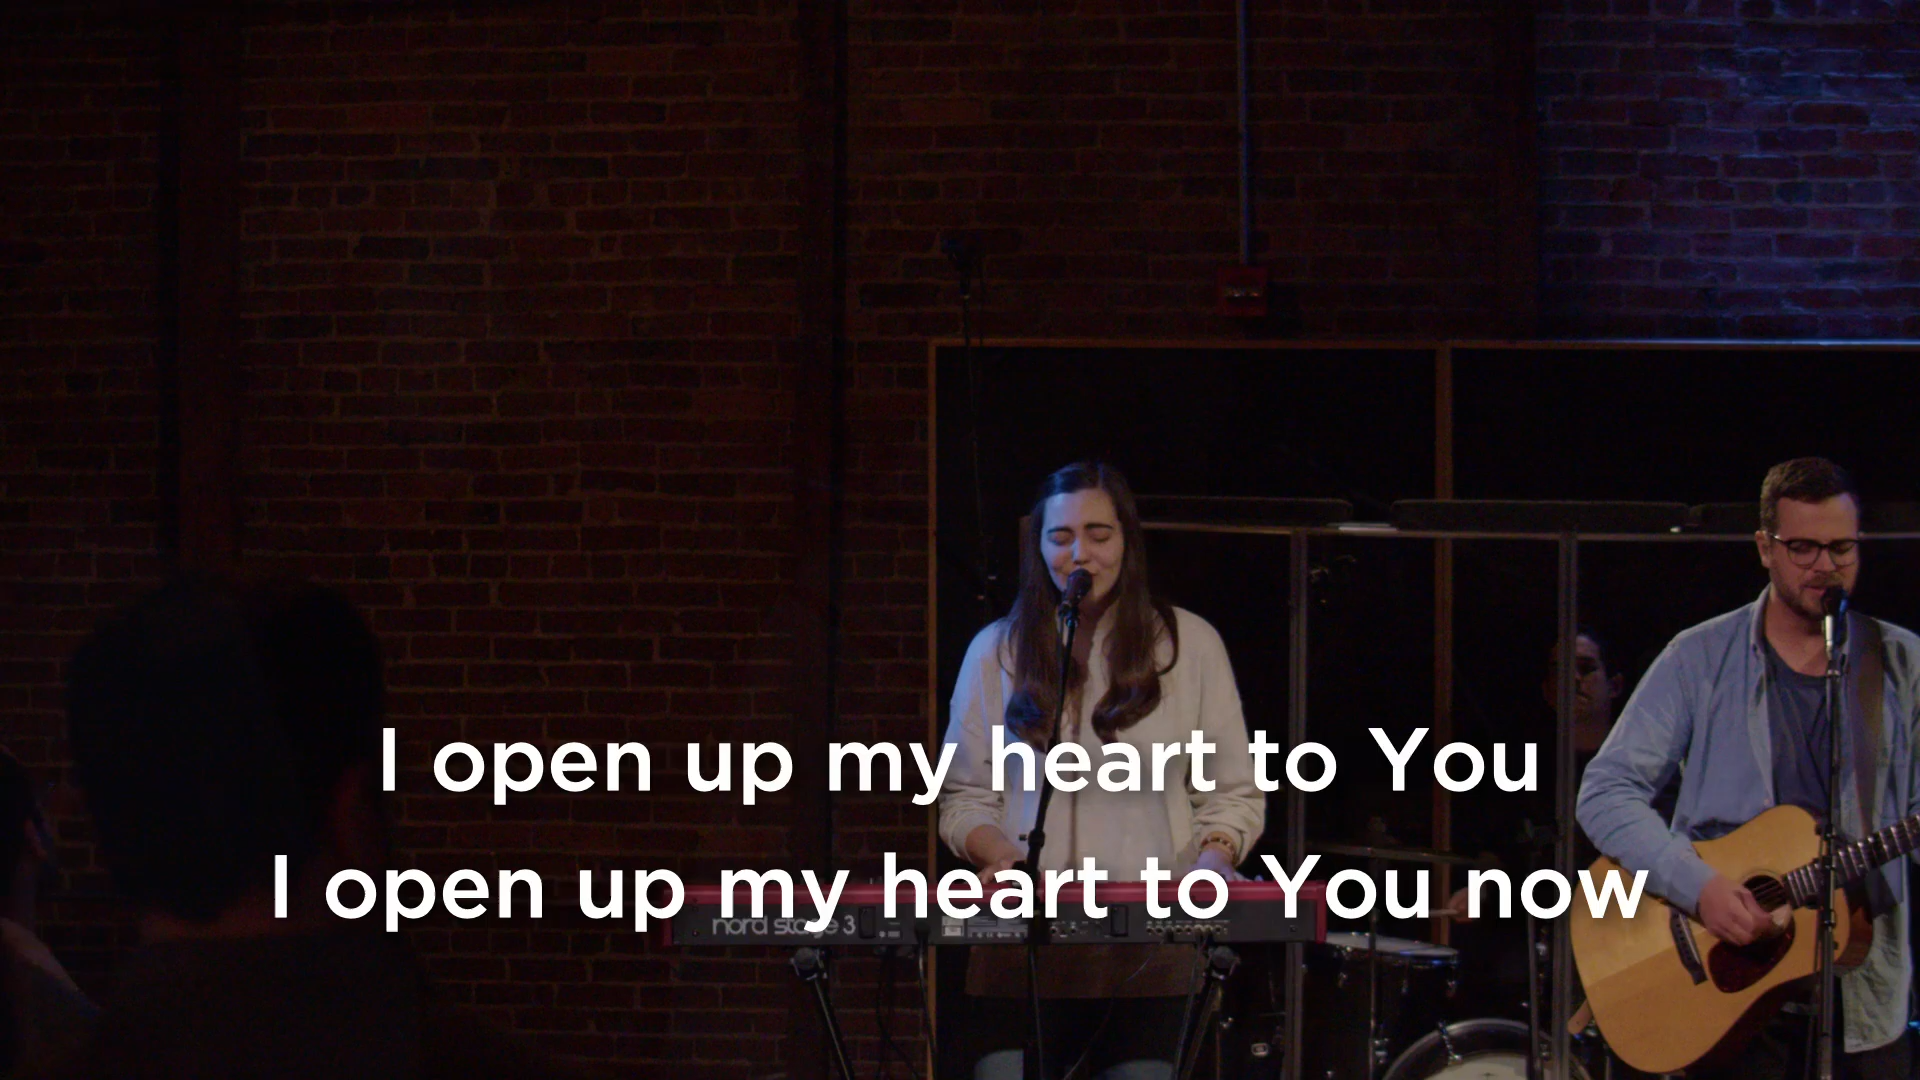 I open up my heart to You
I open up my heart to You now
nord stage 3